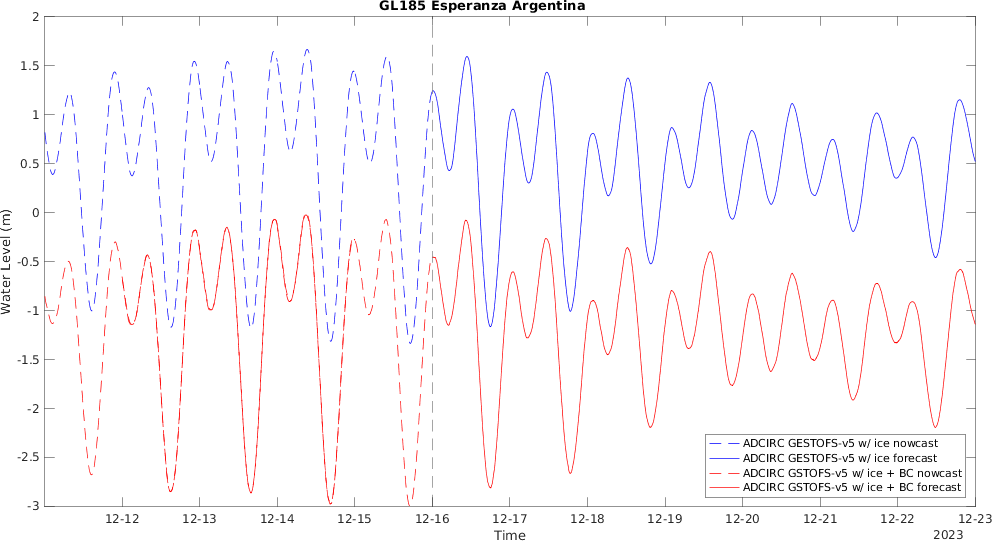 GL185 Esperanza Argentina
2
1.5
1
0.5
0
-0.5
-1
-1.5
-2
-2.5
-3
Water Level (m)
ADCIRC GESTOFS-v5 w/ ice nowcast
ADCIRC GESTOFS-v5 w/ ice forecast
ADCIRC GSTOFS-v5 w/ ice + BC nowcast
ADCIRC GSTOFS-v5 w/ ice + BC forecast
12-12 12-13 12-14 12-15 12-16 12-17 12-18 12-19 12-20 12-21 12-22 12-23
Time
2023